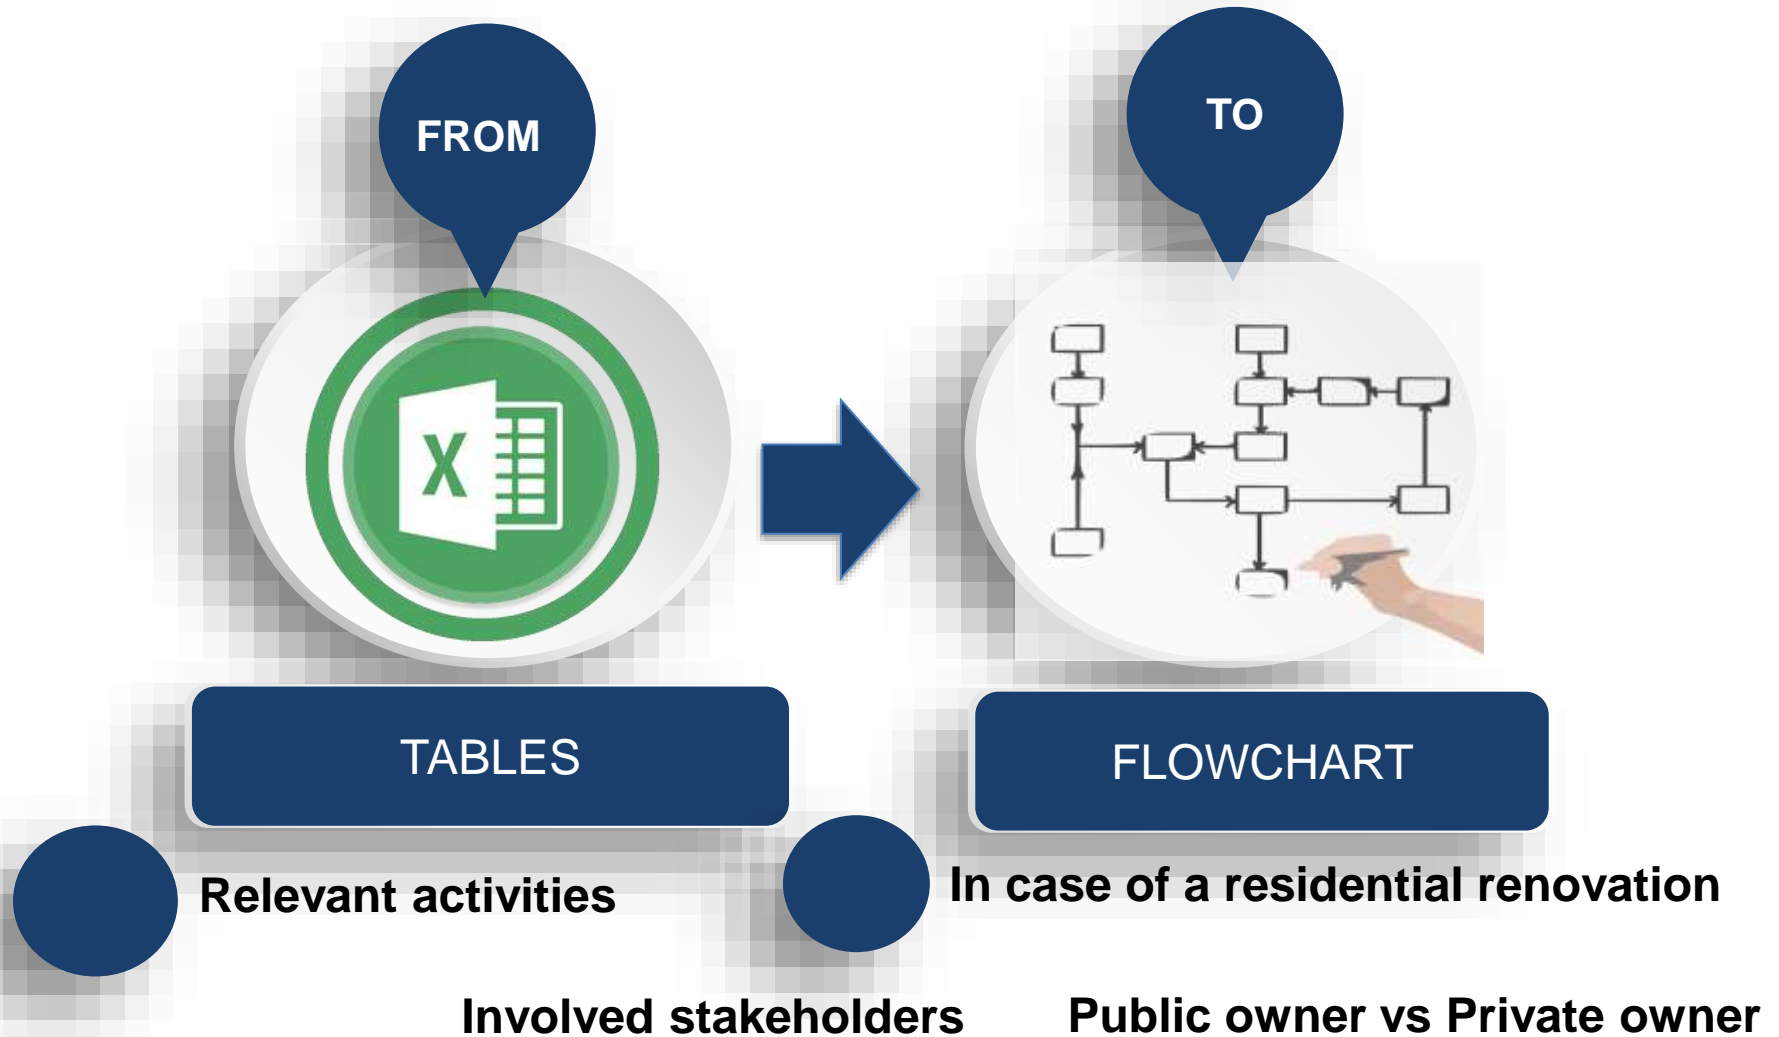 FROM
TO
X
TABLES
FLOWCHART
Relevant activities
In case of a residential renovation
Involved stakeholders
Public owner vs Private owner